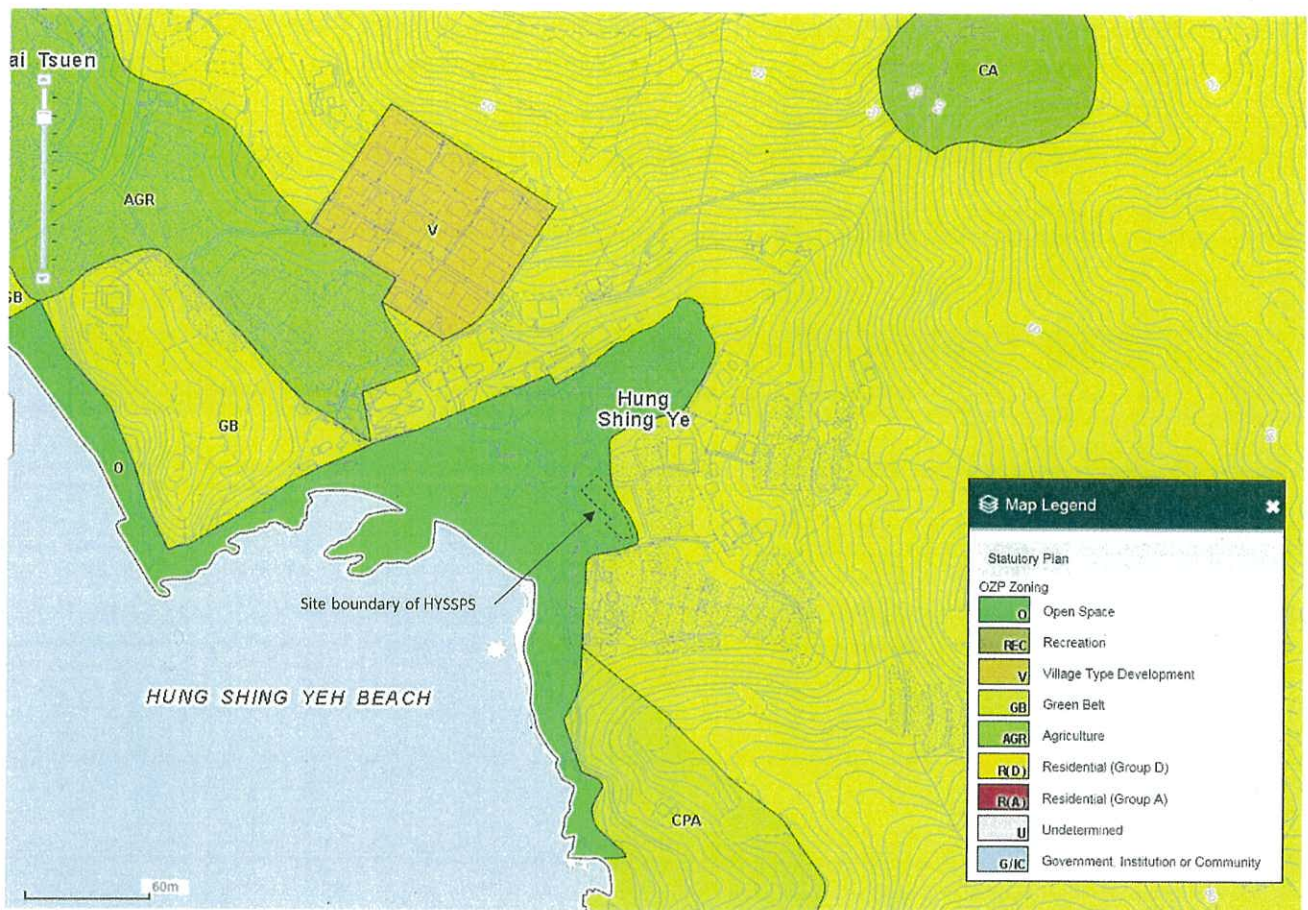 ai Tsuen
CA
AGR
V
GB
Hung
Shing Ye
GB
O
Site boundary of HYSSPS
HUNG SHING YEH BEACH
CPA
60m
Map Legend
Statutory Plan
OZP Zoning
O Open Space
REC Recreation
V Village Type Development
GB Green Belt
AGR Agriculture
R(D) Residential (Group D)
R(A) Residential (Group A)
U Undetermined
G/IC Government, Institution or Community